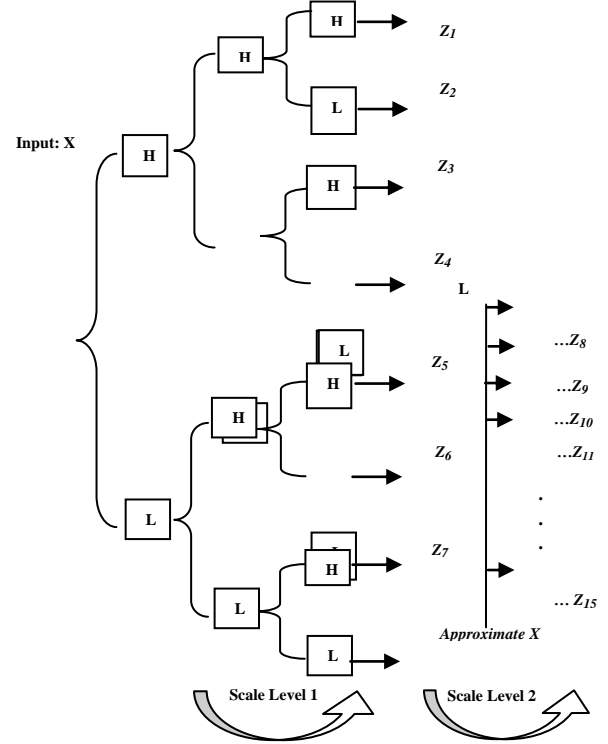 H
Z1
H
L
Z2
Input: X
H
H
Z3
Z4
L
L
Z5
H
...Z8
...Z9
H
...Z10
Z6
...Z11
L
H
Z7
L
... Z15
L
Approximate X
Scale Level 1
Scale Level 2